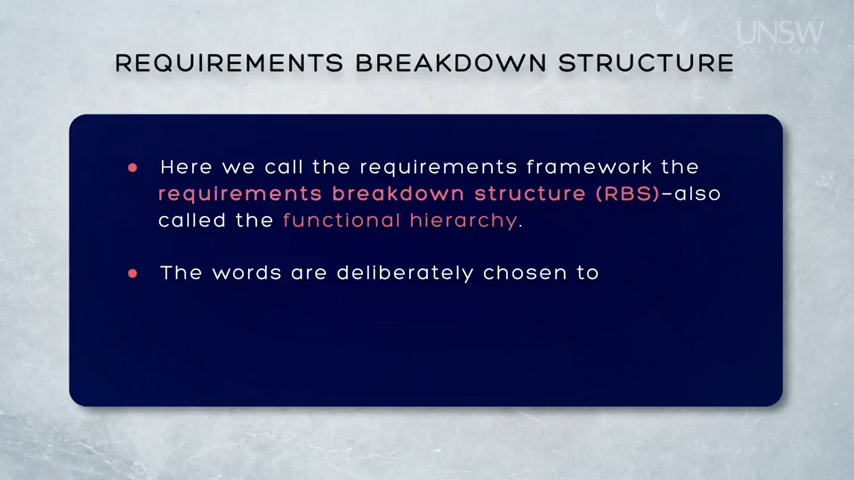 UNSW
AUSTRALIA
REQUIREMENTS BREAKDOWN STRUCTURE
• Here we call the requirements framework the
requirements breakdown structure (RBS)–also
called the functional hierarchy.
• The words are deliberately chosen to